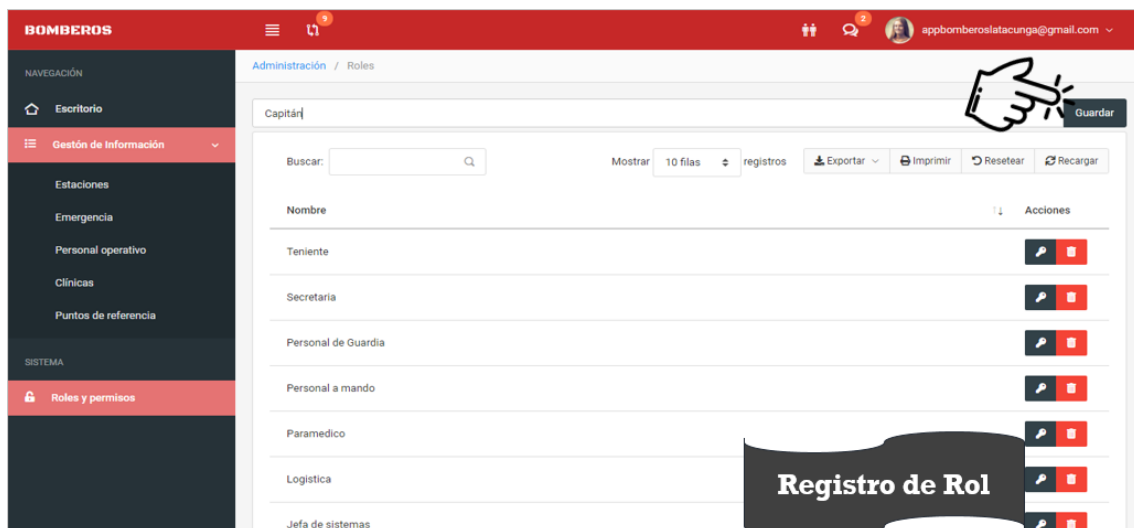 BOMBEROS
9
2
appbomberoslatacunga@gmail.com
NAVEGACIÓN
Escritorio
Gestón de Información
Estaciones
Emergencia
Personal operativo
Clínicas
Puntos de referencia
SISTEMA
Roles y permisos
Administración / Roles
Capitán
Guardar
Buscar:
Mostrar 10 filas registros
Exportar
Imprimir
Resetear
Recargar
Nombre
Acciones
Teniente
Secretaria
Personal de Guardia
Personal a mando
Paramedico
Logistica
Jefa de sistemas
Registro de Rol